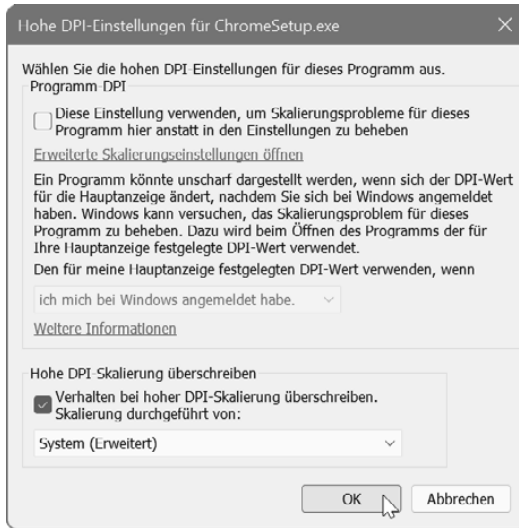 Hohe DPI-Einstellungen für ChromeSetup.exe
Wählen Sie die hohen DPI-Einstellungen für dieses Programm aus.
Programm-DPI
Diese Einstellung verwenden, um Skalierungsprobleme für dieses
Programm hier anstatt in den Einstellungen zu beheben
Erweiterte Skalierungseinstellungen öffnen
Ein Programm könnte unscharf dargestellt werden, wenn sich der DPI-Wert
für die Hauptanzeige ändert, nachdem Sie sich bei Windows angemeldet
haben. Windows kann versuchen, das Skalierungsproblem für dieses
Programm zu beheben. Dazu wird beim Öffnen des Programms der für
Ihre Hauptanzeige festgelegte DPI-Wert verwendet.
Den für meine Hauptanzeige festgelegten DPI-Wert verwenden, wenn
ich mich bei Windows angemeldet habe.
Weitere Informationen
Hohe DPI-Skalierung überschreiben
Verhalten bei hoher DPI-Skalierung überschreiben.
Skalierung durchgeführt von:
System (Erweitert)
OK
Abbrechen